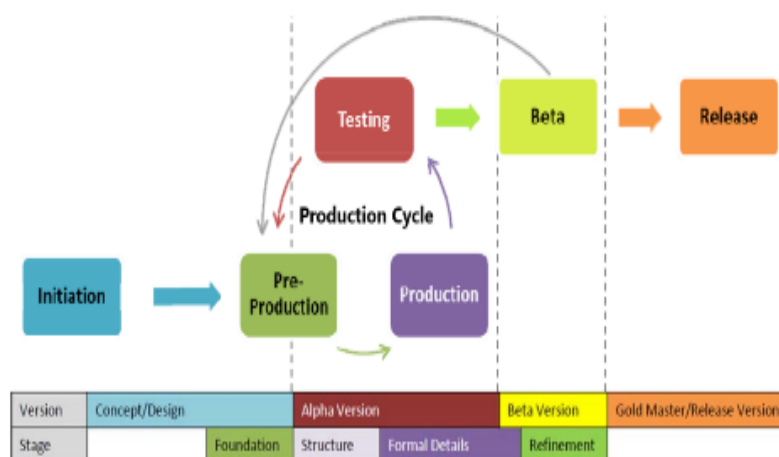 Testing
Beta
Release
Production Cycle
Initiation
Pre-
Production
Production
Version Concept/Design Alpha Version Beta Version Gold Master/Release Version
Stage Foundation Structure Formal Details Refinement